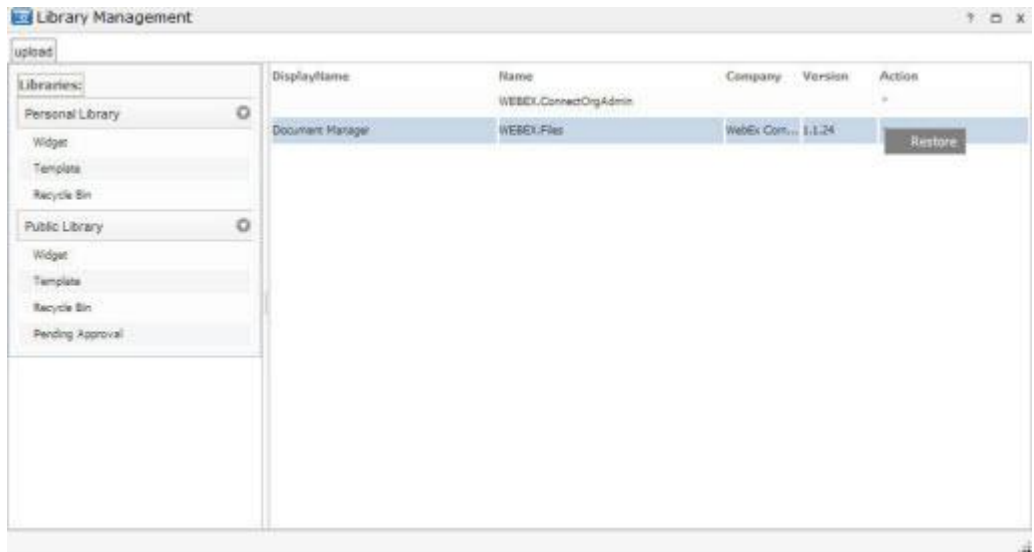 Library Management
upload
Libraries:
Personal Library
Widget
Template
Recycle Bin
Public Library
Widget
Template
Recycle Bin
Pending Approval
DisplayName Name Company Version Action
WEBEX.ConnectOrgAdmin
Document Manager WEBEX.Files WebEx Com... 1.1.24
Restore